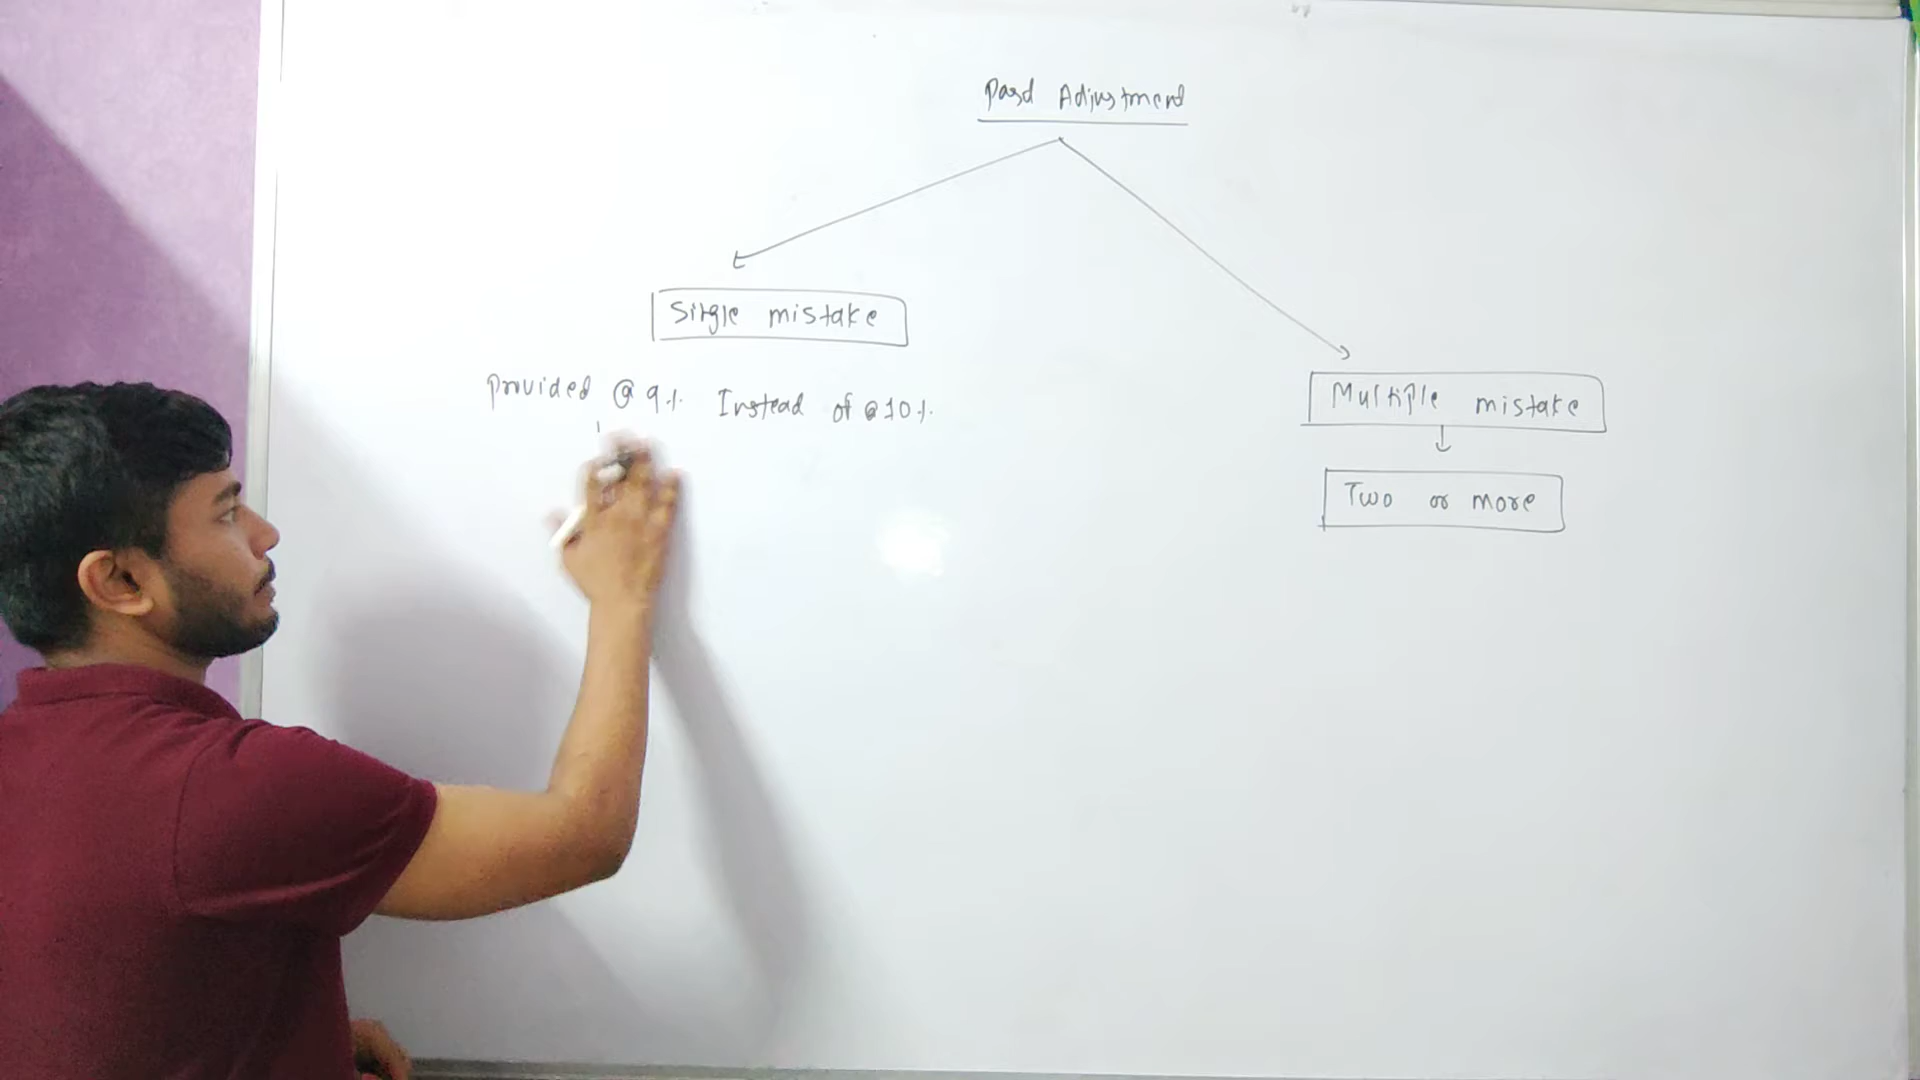 Past Adjustment
Single mistake
Provided @ 9% Instead of @ 10%
Multiple mistake
Two or more